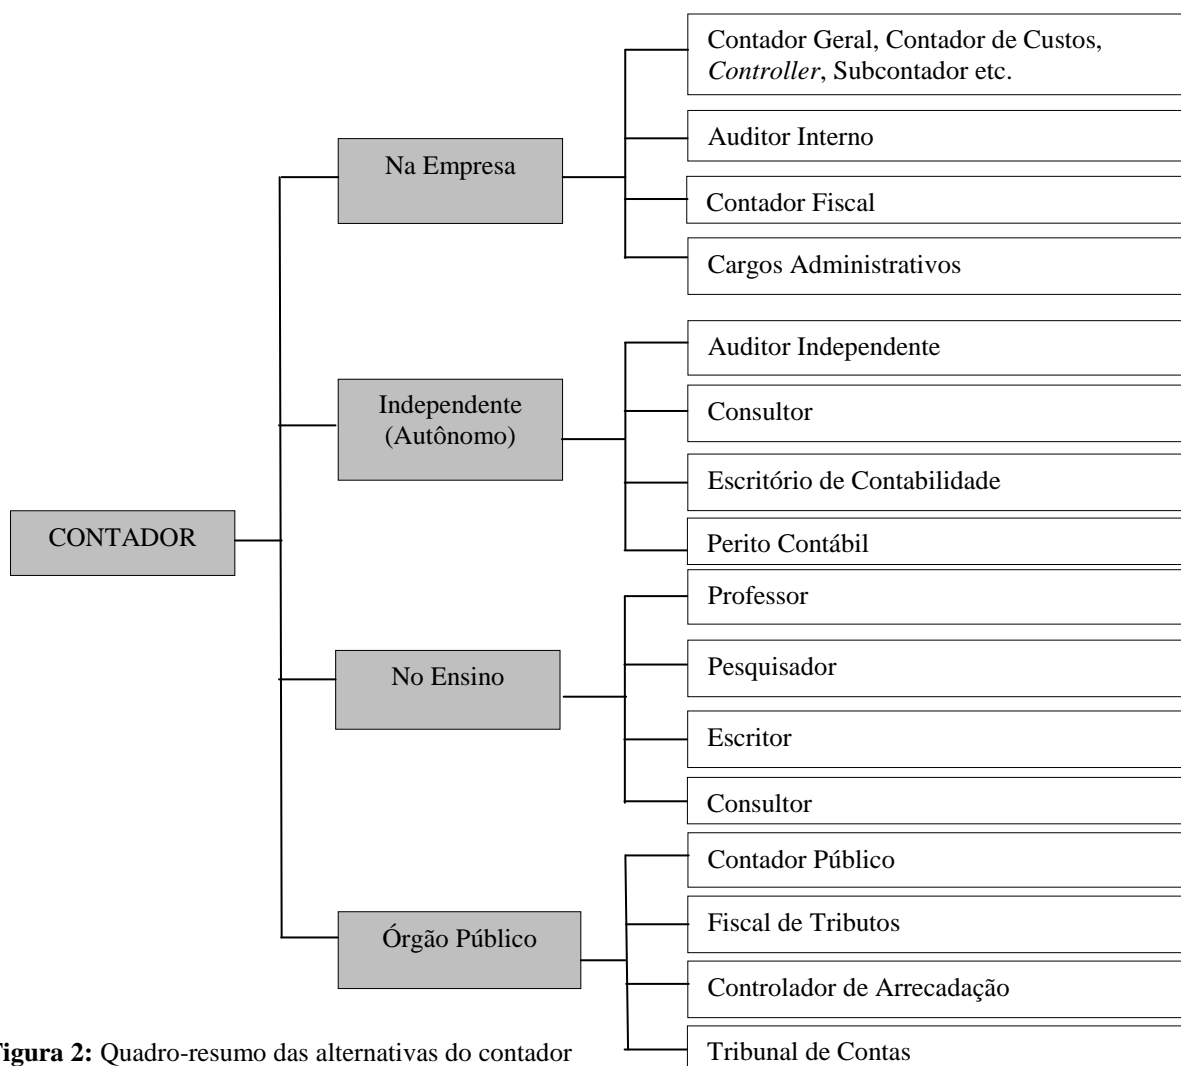 CONTADOR
Na Empresa
Contador Geral, Contador de Custos,
Controller, Subcontador etc.
Auditor Interno
Contador Fiscal
Cargos Administrativos
Independente
(Autônomo)
Auditor Independente
Consultor
Escritório de Contabilidade
Perito Contábil
No Ensino
Professor
Pesquisador
Escritor
Consultor
Órgão Público
Contador Público
Fiscal de Tributos
Controlador de Arrecadação
Tribunal de Contas
Figura 2: Quadro-resumo das alternativas do contador